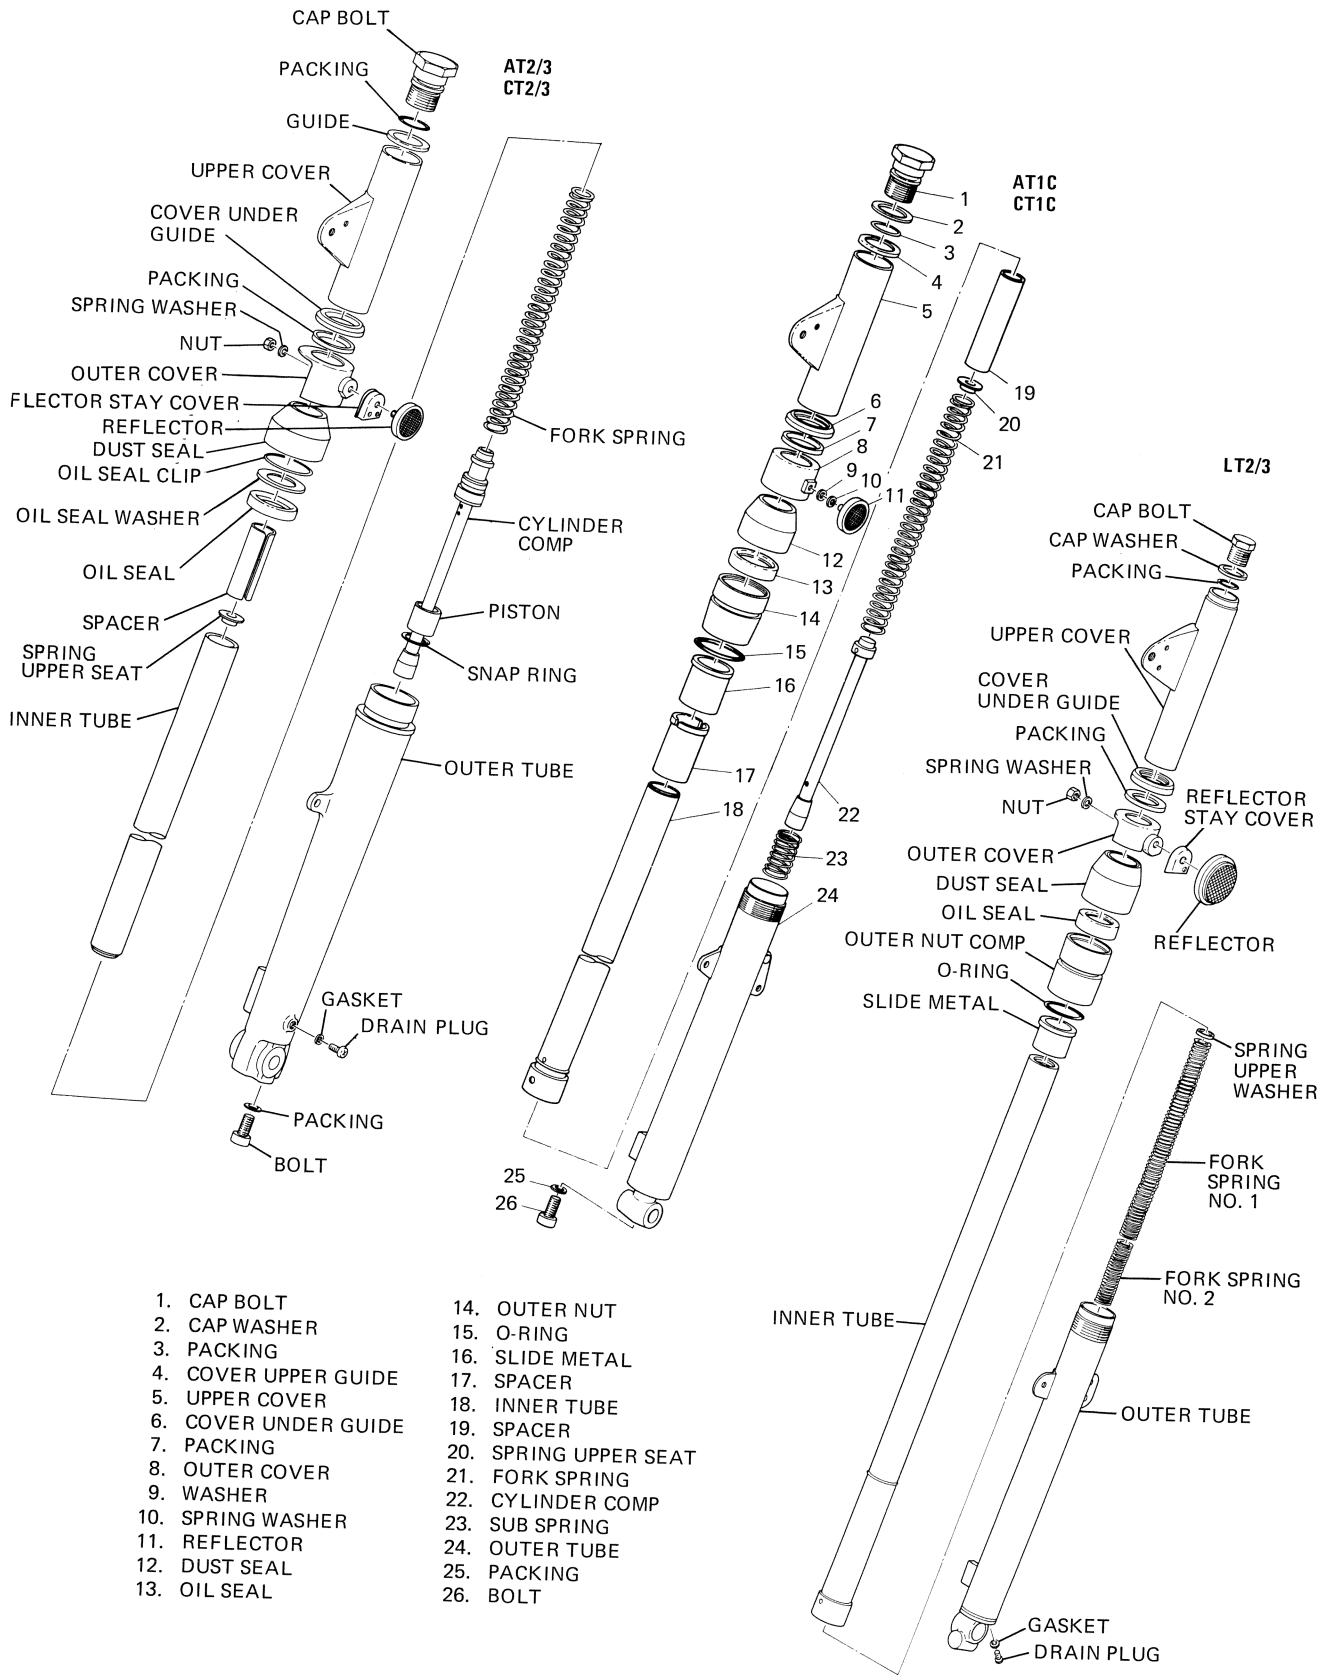 AT2/3
CT2/3
CAP BOLT
PACKING
GUIDE
UPPER COVER
COVER UNDER
GUIDE
PACKING
SPRING WASHER
NUT
OUTER COVER
FLECTOR STAY COVER
REFLECTOR
DUST SEAL
OIL SEAL CLIP
OIL SEAL WASHER
OIL SEAL
SPACER
SPRING
UPPER SEAT
INNER TUBE
FORK SPRING
CYLINDER
COMP
PISTON
SNAP RING
OUTER TUBE
GASKET
DRAIN PLUG
PACKING
BOLT
AT1C
CT1C
1
2
3
4
5
6
7
8
9
10
11
12
13
14
15
16
17
18
19
20
21
22
23
24
25
26
LT2/3
CAP BOLT
CAP WASHER
PACKING
UPPER COVER
COVER
UNDER GUIDE
PACKING
SPRING WASHER
NUT
REFLECTOR
STAY COVER
OUTER COVER
DUST SEAL
OIL SEAL
REFLECTOR
OUTER NUT COMP
O-RING
SLIDE METAL
SPRING
UPPER
WASHER
FORK
SPRING
NO. 1
FORK SPRING
NO. 2
INNER TUBE
OUTER TUBE
GASKET
DRAIN PLUG
1. CAP BOLT
2. CAP WASHER
3. PACKING
4. COVER UPPER GUIDE
5. UPPER COVER
6. COVER UNDER GUIDE
7. PACKING
8. OUTER COVER
9. WASHER
10. SPRING WASHER
11. REFLECTOR
12. DUST SEAL
13. OIL SEAL
14. OUTER NUT
15. O-RING
16. SLIDE METAL
17. SPACER
18. INNER TUBE
19. SPACER
20. SPRING UPPER SEAT
21. FORK SPRING
22. CYLINDER COMP
23. SUB SPRING
24. OUTER TUBE
25. PACKING
26. BOLT